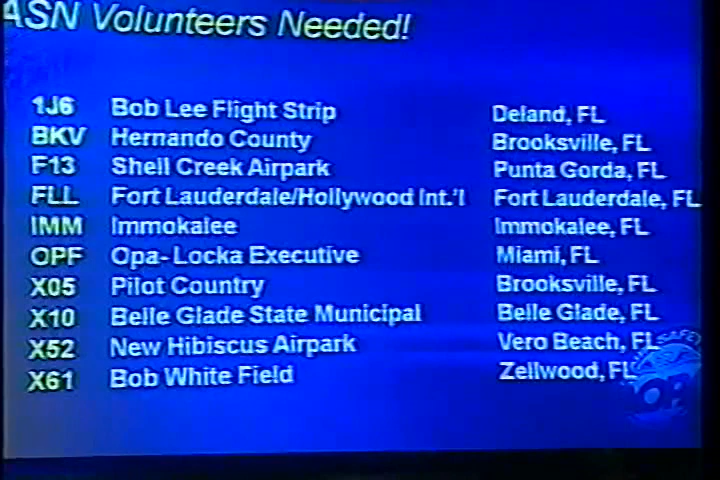 ASN Volunteers Needed!
1J6 Bob Lee Flight Strip Deland, FL
BKV Hernando County Brooksville, FL
F13 Shell Creek Airpark Punta Gorda, FL
FLL Fort Lauderdale/Hollywood Int.'l Fort Lauderdale, FL
IMM Immokalee Immokalee, FL
OPF Opa-Locka Executive Miami, FL
X05 Pilot Country Brooksville, FL
X10 Belle Glade State Municipal Belle Glade, FL
X52 New Hibiscus Airpark Vero Beach, FL
X61 Bob White Field Zellwood, FL
SAFET